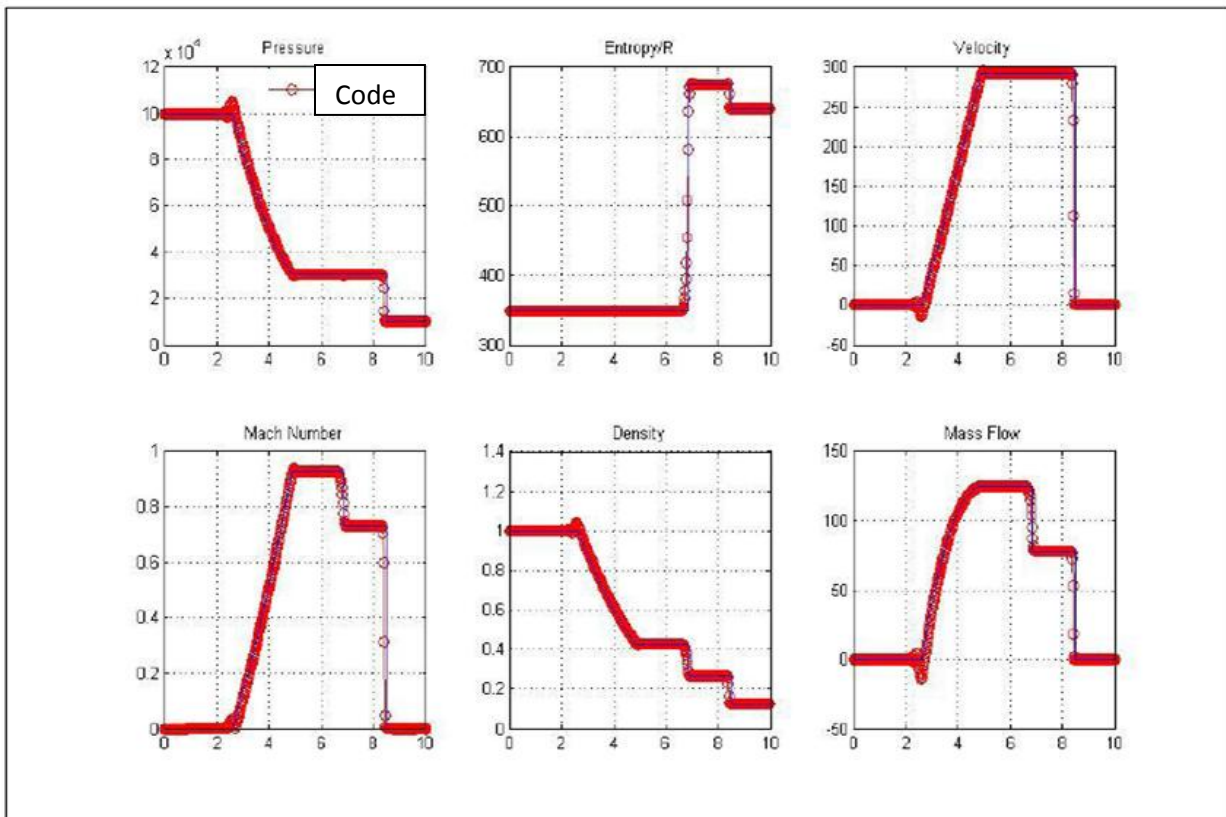 Pressure
x 10⁴
12
10
8
6
4
2
0
0 2 4 6 8 10
Code
Entropy/R
700
600
500
400
300
0 2 4 6 8 10
Velocity
300
250
200
150
100
50
0
-50
0 2 4 6 8 10
Mach Number
1
0.8
0.6
0.4
0.2
0
0 2 4 6 8 10
Density
1.4
1.2
1
0.8
0.6
0.4
0.2
0
0 2 4 6 8 10
Mass Flow
150
100
50
0
-50
0 2 4 6 8 10